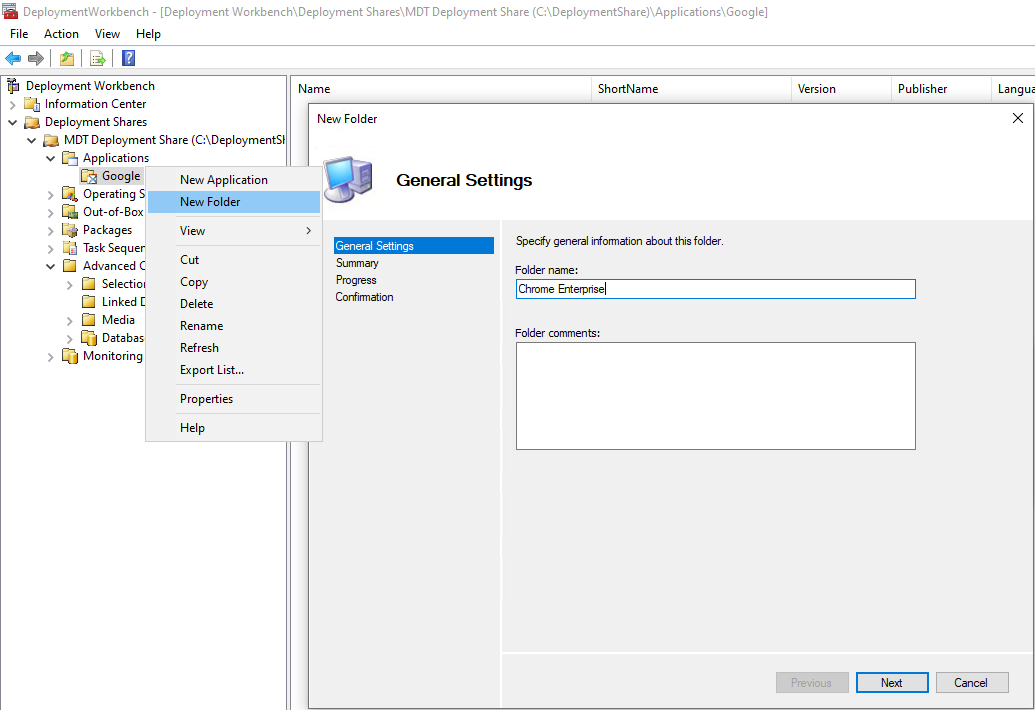 DeploymentWorkbench - [Deployment Workbench\Deployment Shares\MDT Deployment Share (C:\DeploymentShare)\Applications\Google]
File Action View Help
Name ShortName Version Publisher Langua
Deployment Workbench
Information Center
Deployment Shares
MDT Deployment Share (C:\DeploymentSh
Applications
Google
Operating S
Out-of-Box
Packages
Task Sequen
Advanced C
Selection
Linked D
Media
Databas
Monitoring
New Application
New Folder
View
Cut
Copy
Delete
Rename
Refresh
Export List...
Properties
Help
New Folder
General Settings
General Settings
Summary
Progress
Confirmation
Specify general information about this folder.
Folder name:
Chrome Enterprise
Folder comments:
Previous Next Cancel